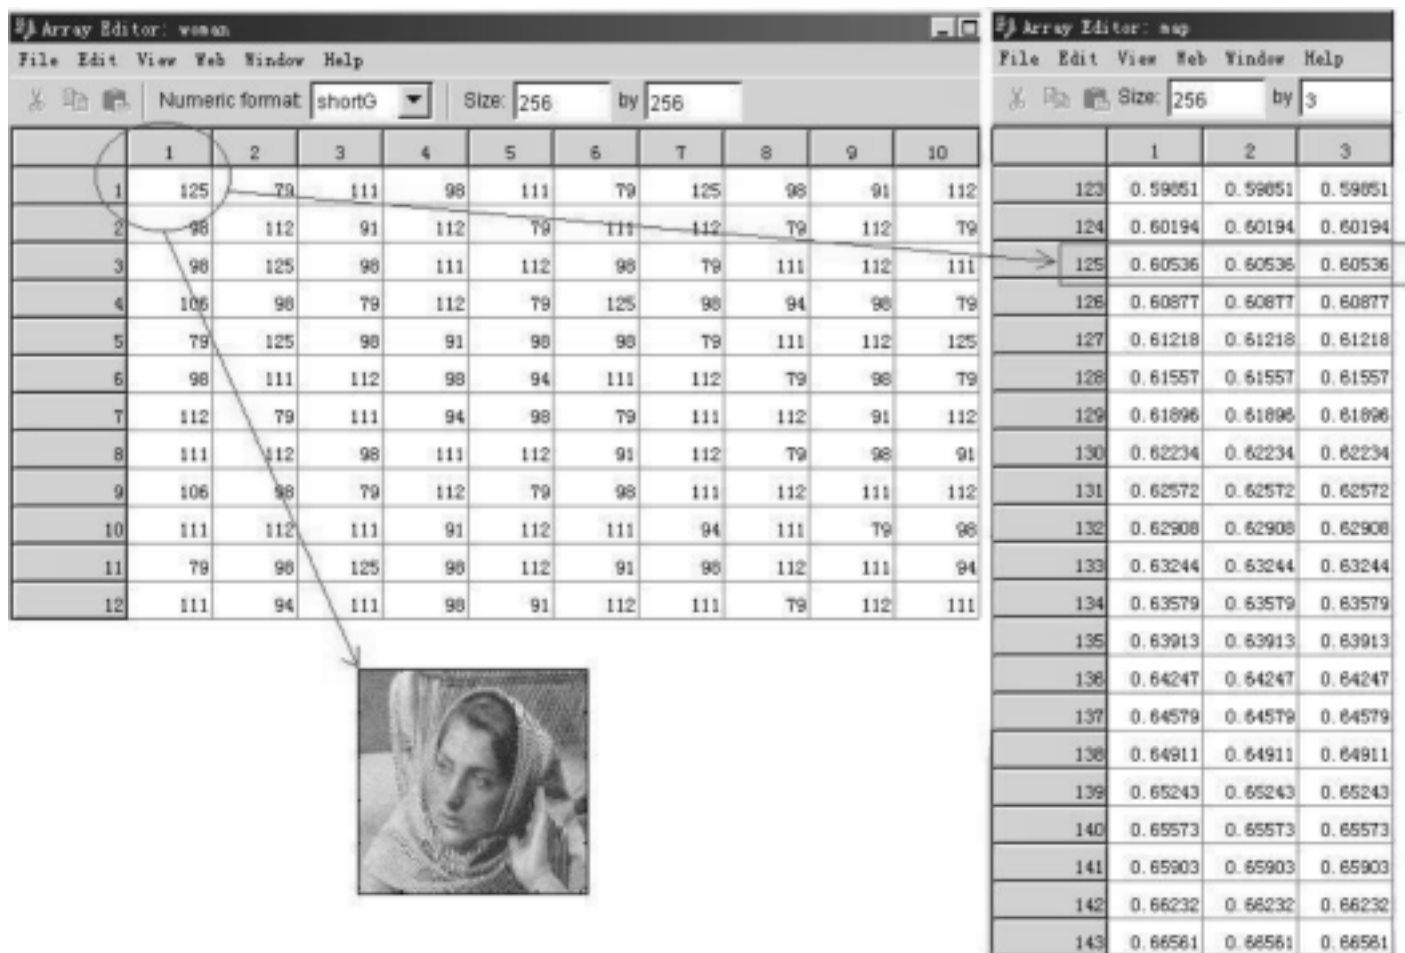 Array Editor: woman
File Edit View Web Window Help
Numeric format: shortG Size: 256 by 256
1 2 3 4 5 6 7 8 9 10
1 125 79 111 98 111 79 125 98 91 112
2 98 112 91 112 79 111 112 79 112 79
3 98 125 98 111 112 98 79 111 112 111
4 106 98 79 112 79 125 98 94 98 79
5 79 125 98 91 98 98 79 111 112 125
6 98 111 112 98 94 111 112 79 98 79
7 112 79 111 94 98 79 111 112 91 112
8 111 112 98 111 112 91 112 79 98 91
9 106 98 79 112 79 98 111 112 111 112
10 111 112 111 91 112 111 94 111 79 98
11 79 98 125 98 112 91 98 112 111 94
12 111 94 111 98 91 112 111 79 112 111
Array Editor: map
File Edit View Web Window Help
Size: 256 by 3
1 2 3
123 0.59851 0.59851 0.59851
124 0.60194 0.60194 0.60194
125 0.60536 0.60536 0.60536
126 0.60877 0.60877 0.60877
127 0.61218 0.61218 0.61218
128 0.61557 0.61557 0.61557
129 0.61896 0.61896 0.61896
130 0.62234 0.62234 0.62234
131 0.62572 0.62572 0.62572
132 0.62908 0.62908 0.62908
133 0.63244 0.63244 0.63244
134 0.63579 0.63579 0.63579
135 0.63913 0.63913 0.63913
136 0.64247 0.64247 0.64247
137 0.64579 0.64579 0.64579
138 0.64911 0.64911 0.64911
139 0.65243 0.65243 0.65243
140 0.65573 0.65573 0.65573
141 0.65903 0.65903 0.65903
142 0.66232 0.66232 0.66232
143 0.66561 0.66561 0.66561